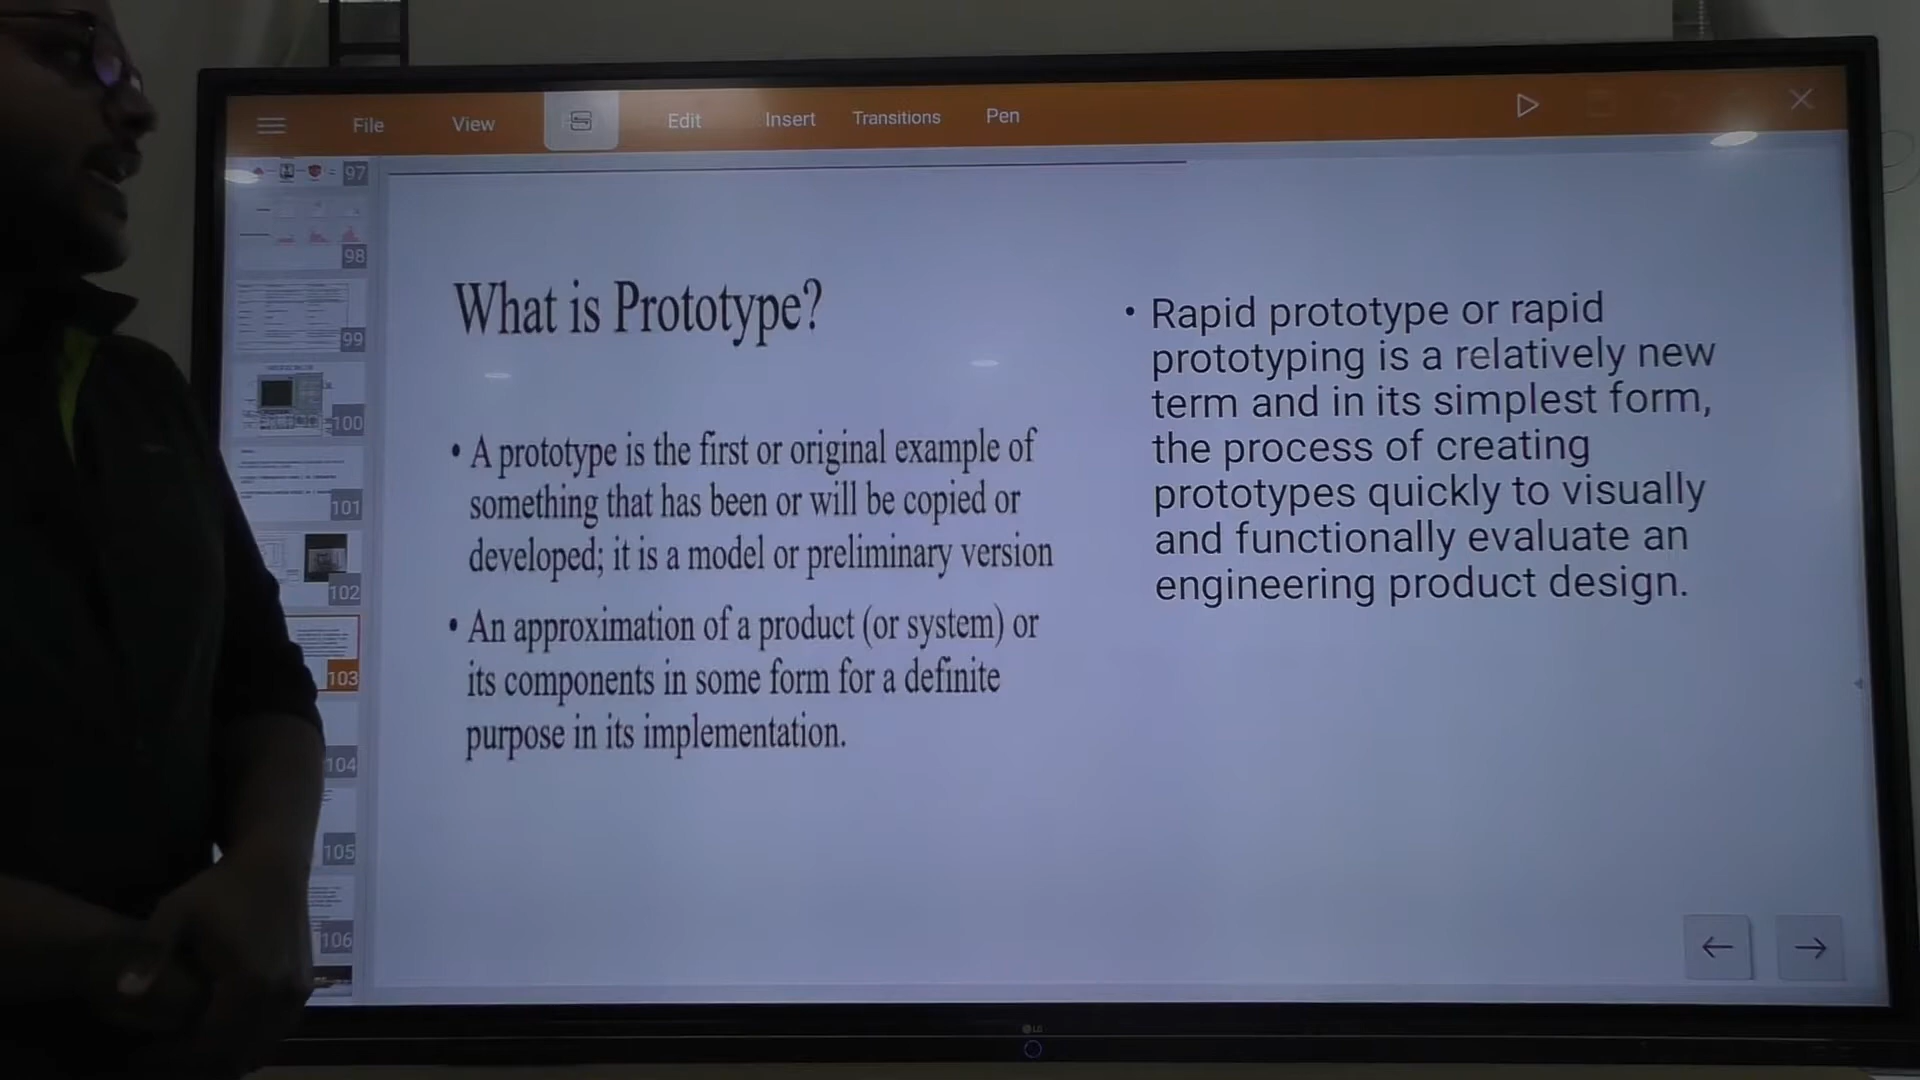 File View Edit Insert Transitions Pen
97
98
99
100
101
102
103
104
105
106
What is Prototype?
• A prototype is the first or original example of
something that has been or will be copied or
developed; it is a model or preliminary version
• An approximation of a product (or system) or
its components in some form for a definite
purpose in its implementation.
• Rapid prototype or rapid
prototyping is a relatively new
term and in its simplest form,
the process of creating
prototypes quickly to visually
and functionally evaluate an
engineering product design.
LG